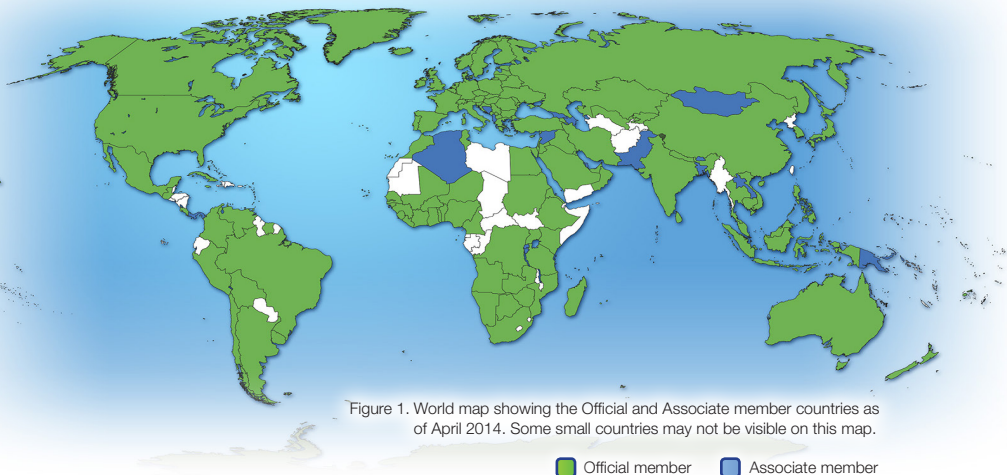 Figure 1. World map showing the Official and Associate member countries as
of April 2014. Some small countries may not be visible on this map.
Official member
Associate member